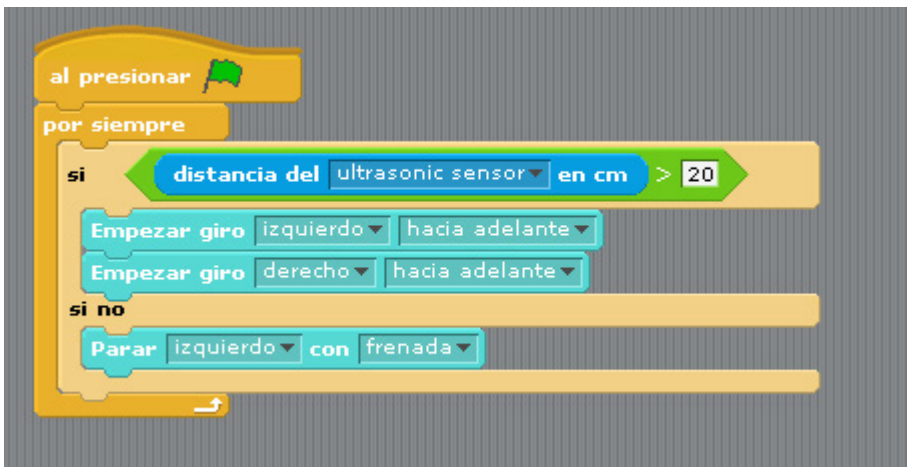 al presionar
por siempre
si distancia del ultrasonic sensor en cm > 20
Empezar giro izquierdo hacia adelante
Empezar giro derecho hacia adelante
si no
Parar izquierdo con frenada